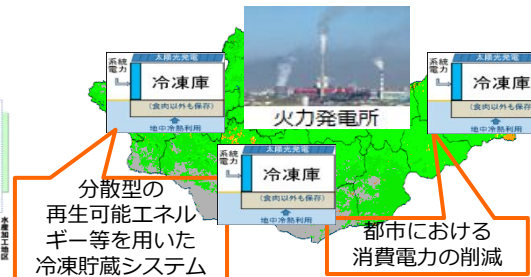 太陽光発電
系統
電力
冷凍庫
(食肉以外も保存)
地中冷熱利用
火力発電所
太陽光発電
系統
電力
冷凍庫
(食肉以外も保存)
地中冷熱利用
太陽光発電
系統
電力
冷凍庫
(食肉以外も保存)
地中冷熱利用
分散型の
再生可能エネル
ギー等を用いた
冷凍貯蔵システム
都市における
消費電力の削減
水産加工地区